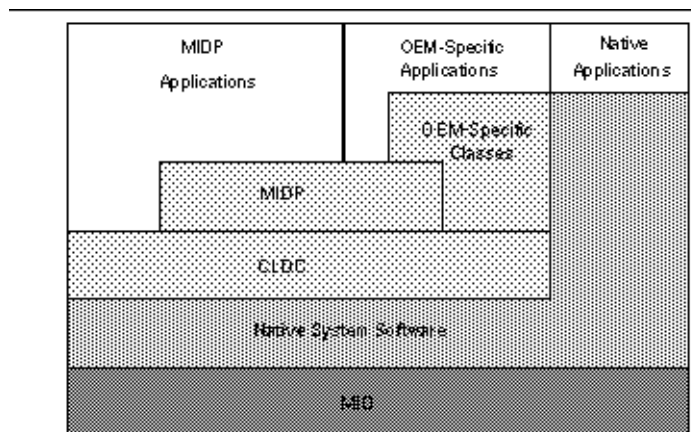 MIDP
Applications
OEM-Specific
Applications
Native
Applications
OEM-Specific
Classes
MIDP
CLDC
Native System Software
MID